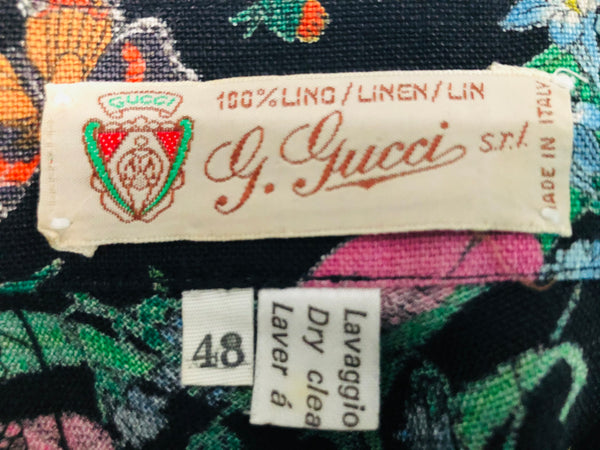 GUCCI
100% LINO / LINEN / LIN
G. Gucci s.r.l.
MADE IN ITALY
48
Lavaggio
Dry clea
Laver á